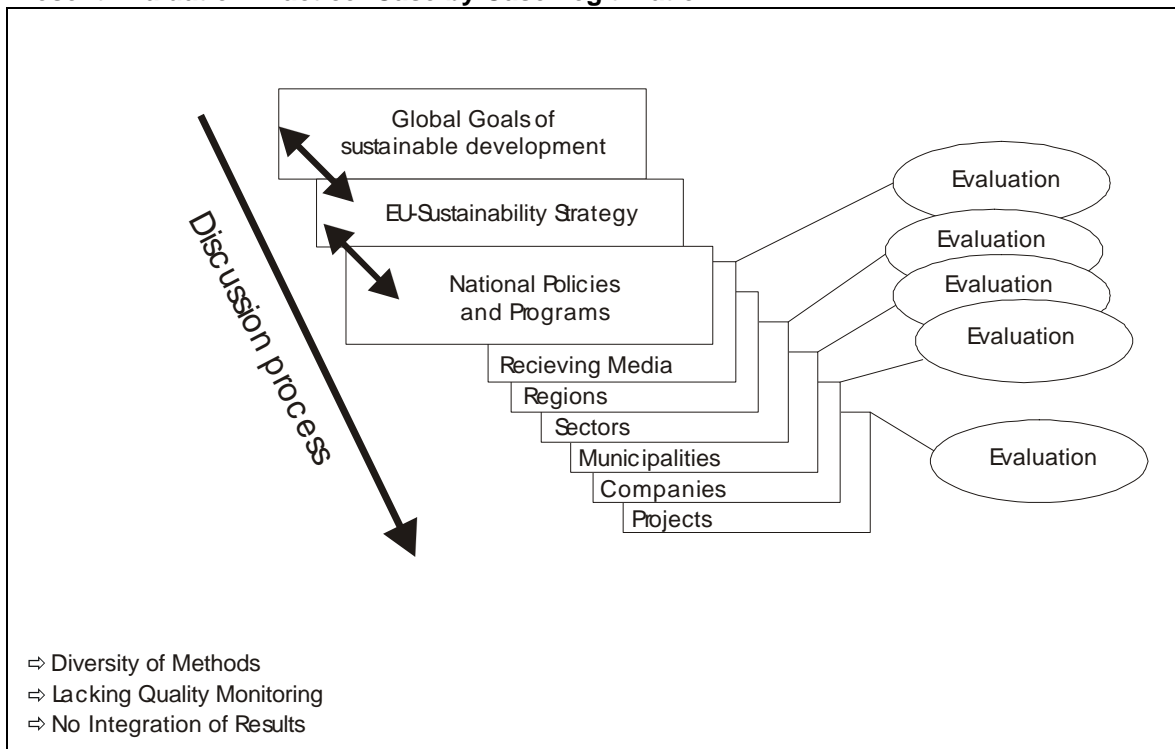 Discussion process
Global Goals of
sustainable development
EU-Sustainability Strategy
National Policies
and Programs
Recieving Media
Regions
Sectors
Municipalities
Companies
Projects
Evaluation
Evaluation
Evaluation
Evaluation
Evaluation
⇨ Diversity of Methods
⇨ Lacking Quality Monitoring
⇨ No Integration of Results